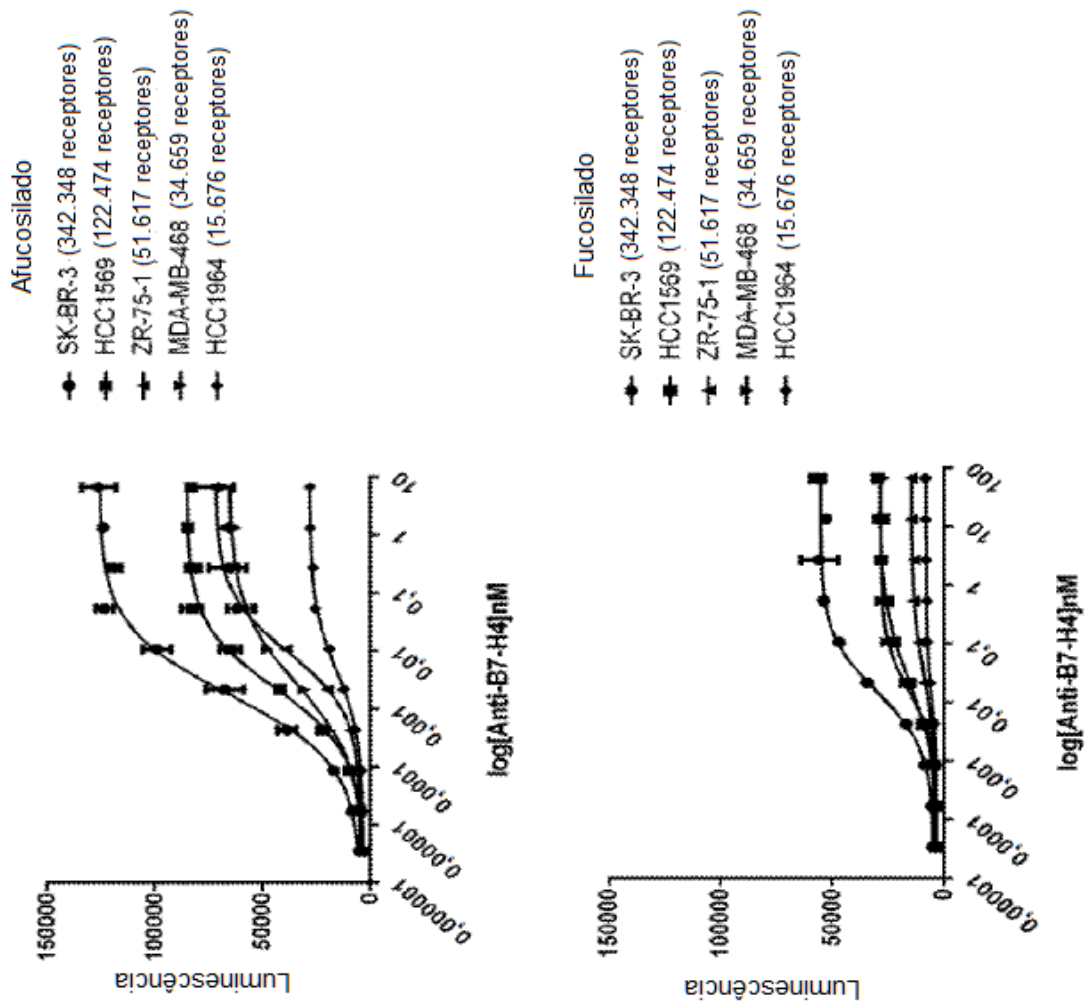 Afucosilado
SK-BR-3 (342.348 receptores)
HCC1569 (122.474 receptores)
ZR-75-1 (51.617 receptores)
MDA-MB-468 (34.659 receptores)
HCC1964 (15.676 receptores)
Luminescência
150000
100000
50000
0
0,000001
0,00001
0,0001
0,001
0,01
0,1
1
10
log[Anti-B7-H4]nM
Fucosilado
SK-BR-3 (342.348 receptores)
HCC1569 (122.474 receptores)
ZR-75-1 (51.617 receptores)
MDA-MB-468 (34.659 receptores)
HCC1964 (15.676 receptores)
Luminescência
150000
100000
50000
0
0,00001
0,0001
0,001
0,01
0,1
1
10
100
log[Anti-B7-H4]nM